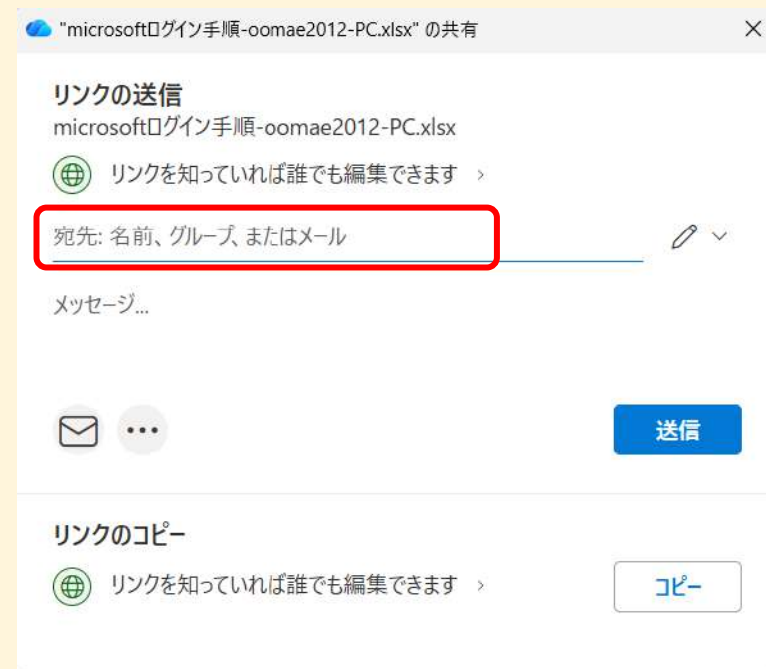 "microsoftログイン手順-oomae2012-PC.xlsx" の共有
リンクの送信
microsoftログイン手順-oomae2012-PC.xlsx
リンクを知っていれば誰でも編集できます
宛先: 名前、グループ、またはメール
メッセージ...
送信
リンクのコピー
リンクを知っていれば誰でも編集できます
コピー